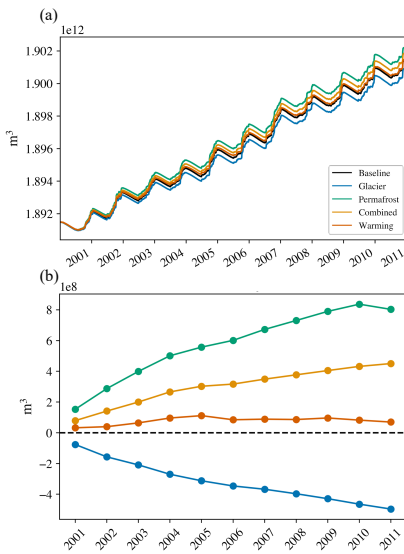 (a)
1e12
1.902
1.900
1.898
1.896
1.894
1.892
m³
Baseline
Glacier
Permafrost
Combined
Warming
2001 2002 2003 2004 2005 2006 2007 2008 2009 2010 2011
(b)
1e8
8
6
4
2
0
−2
−4
m³
2001 2002 2003 2004 2005 2006 2007 2008 2009 2010 2011